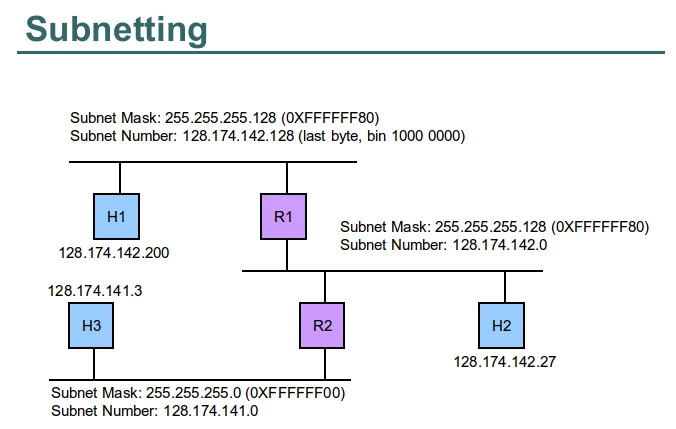 Subnetting
Subnet Mask: 255.255.255.128 (0XFFFFFF80)
Subnet Number: 128.174.142.128 (last byte, bin 1000 0000)
H1
R1
128.174.142.200
Subnet Mask: 255.255.255.128 (0XFFFFFF80)
Subnet Number: 128.174.142.0
128.174.141.3
H3
R2
H2
128.174.142.27
Subnet Mask: 255.255.255.0 (0XFFFFFF00)
Subnet Number: 128.174.141.0